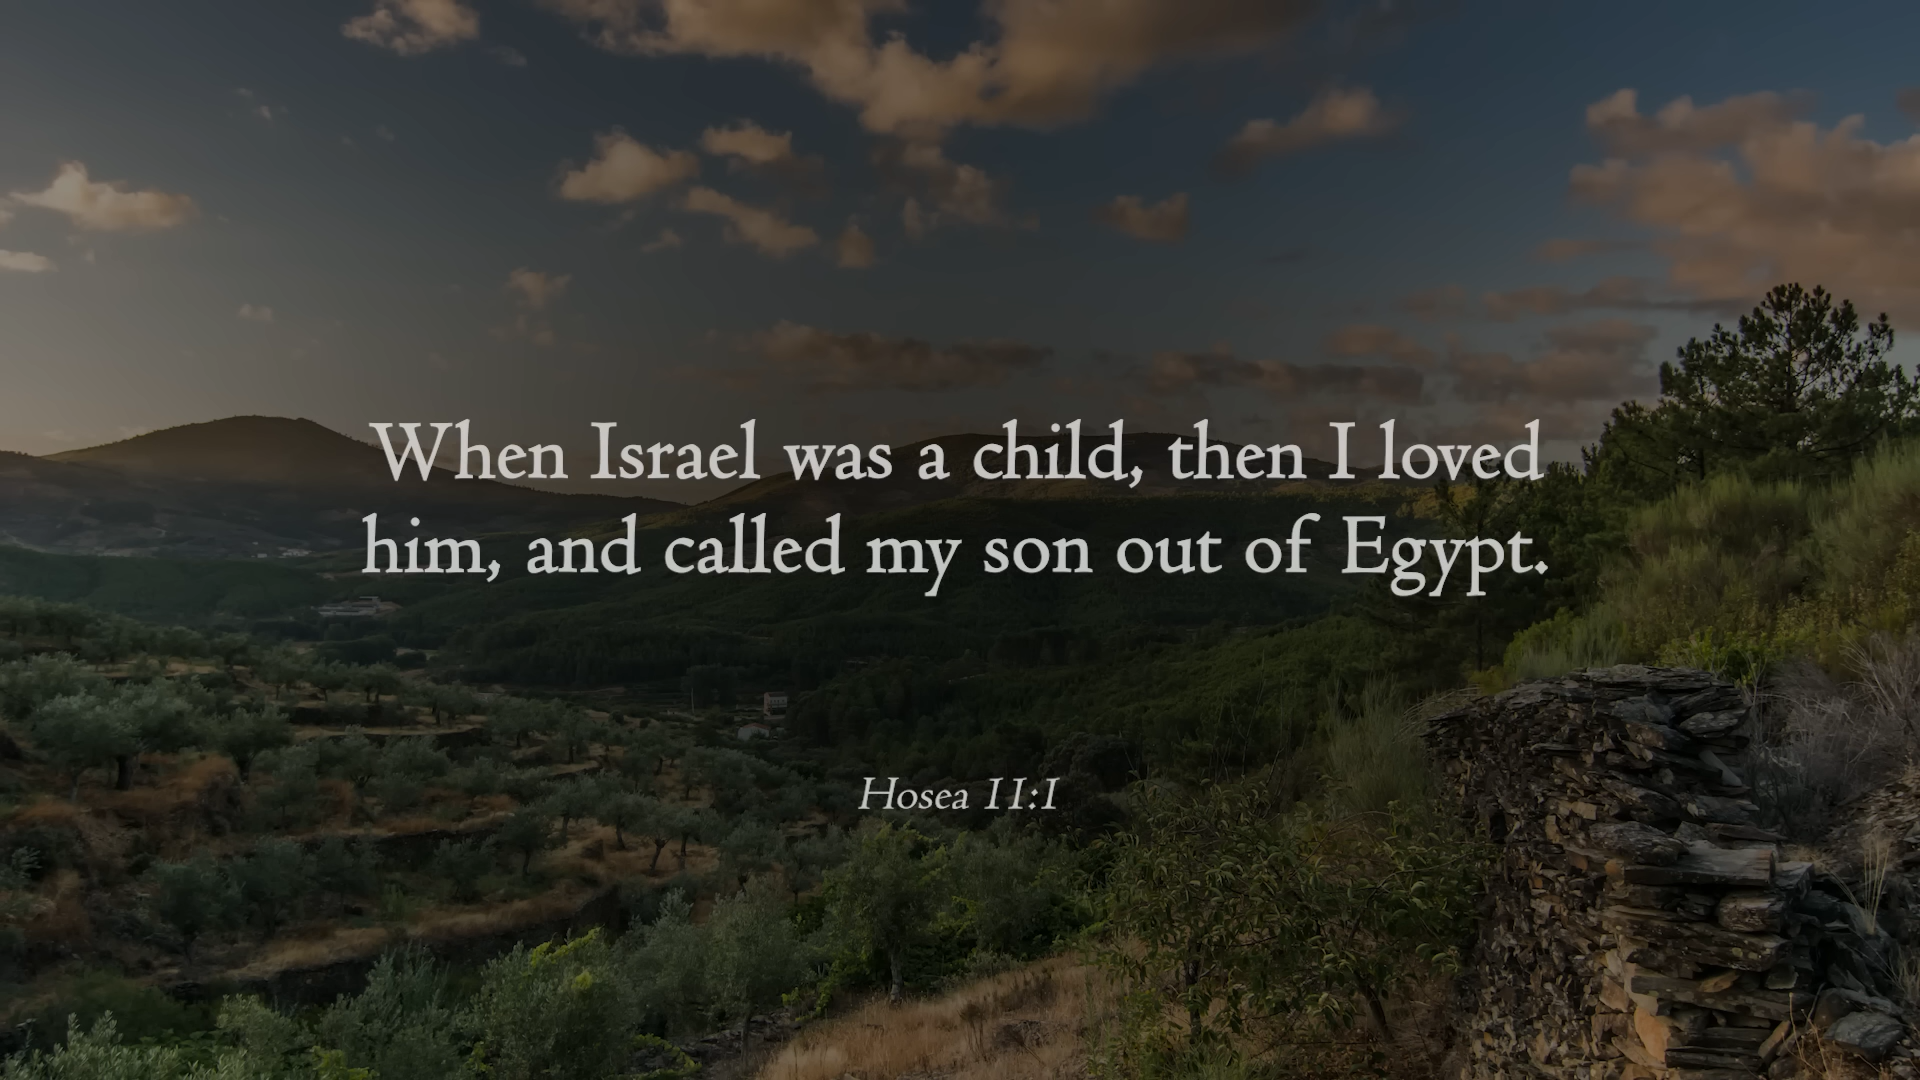 When Israel was a child, then I loved
him, and called my son out of Egypt.
Hosea 11:1